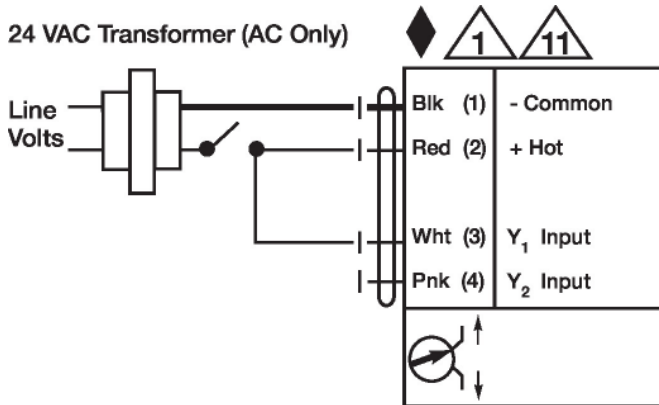 24 VAC Transformer (AC Only)
1
11
Line
Volts
Blk (1) - Common
Red (2) + Hot
Wht (3) Y1 Input
Pnk (4) Y2 Input